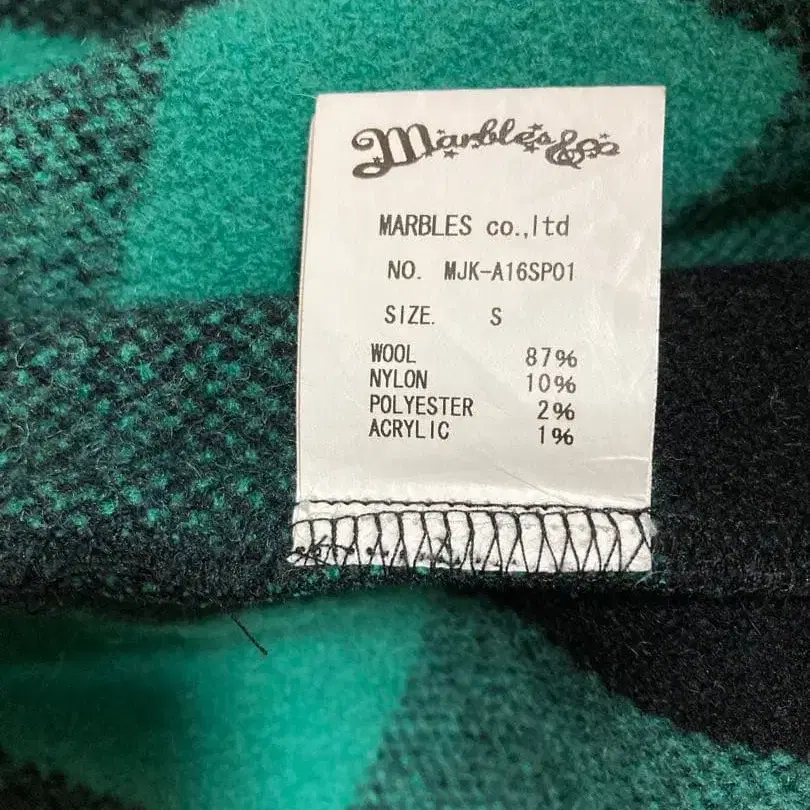 Marbles&co
MARBLES co.,ltd
NO. MJK-A16SP01
SIZE. S
WOOL 87%
NYLON 10%
POLYESTER 2%
ACRYLIC 1%